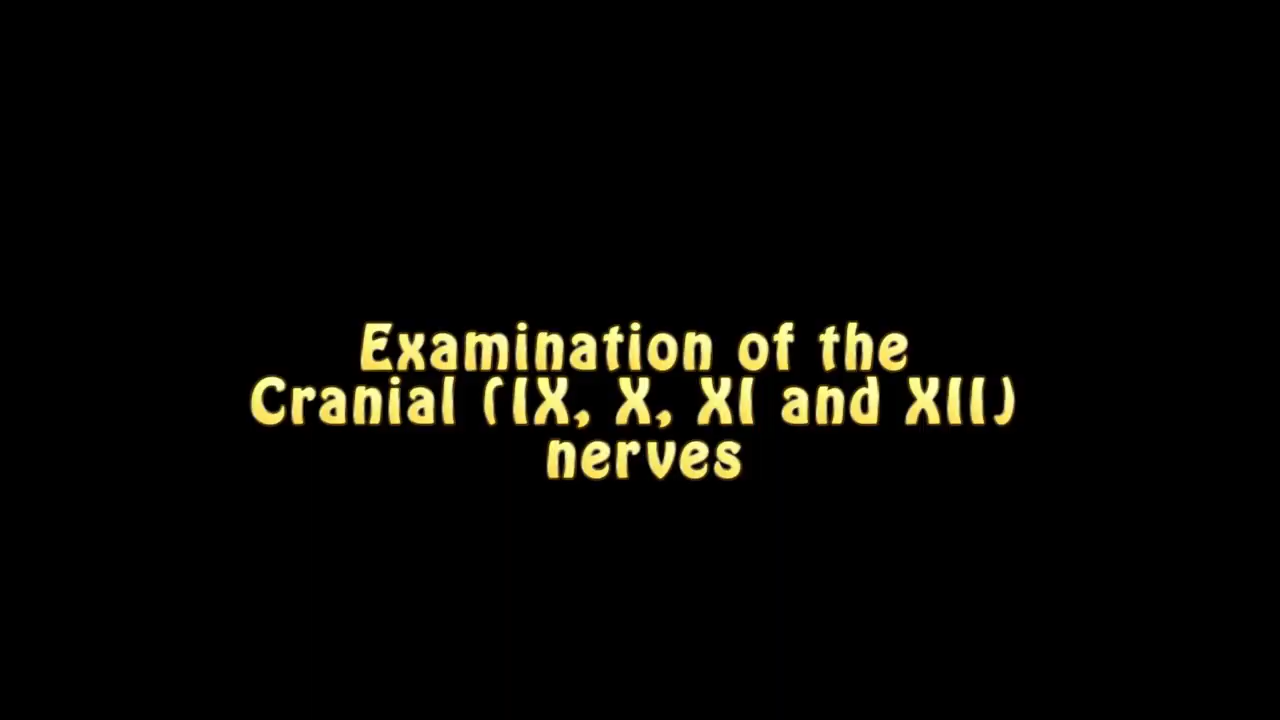 Examination of the
Cranial (IX, X, XI and XII)
nerves